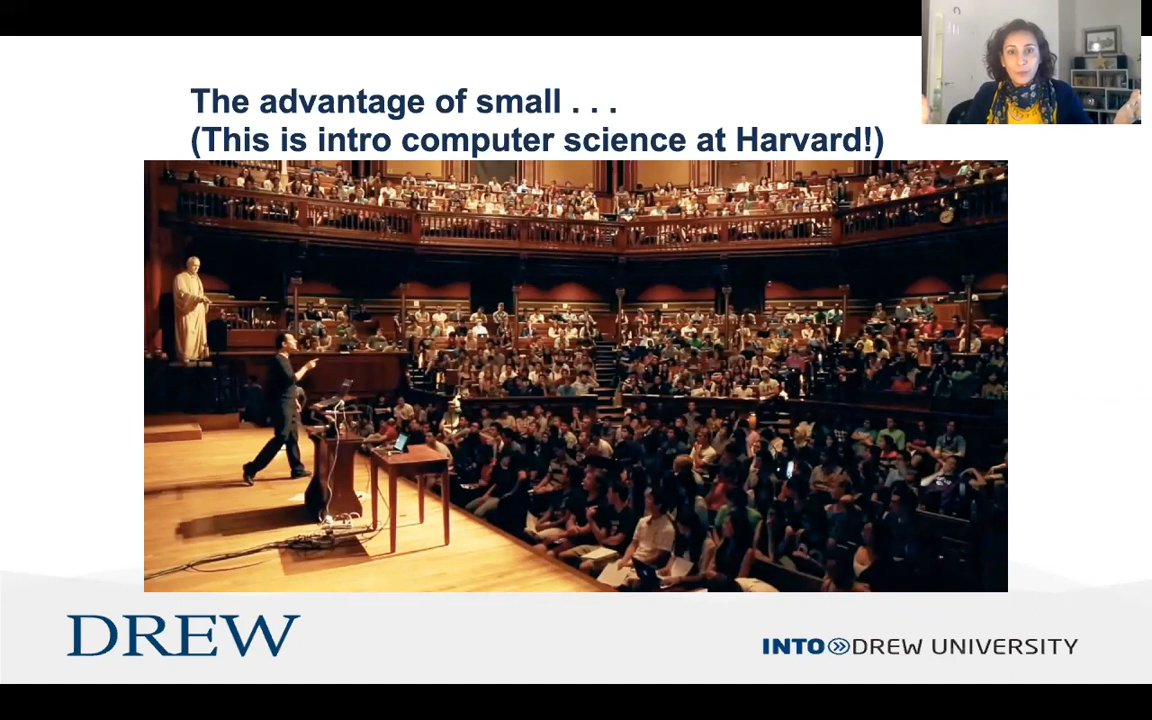 The advantage of small . . .
(This is intro computer science at Harvard!)
DREW
INTO DREW UNIVERSITY